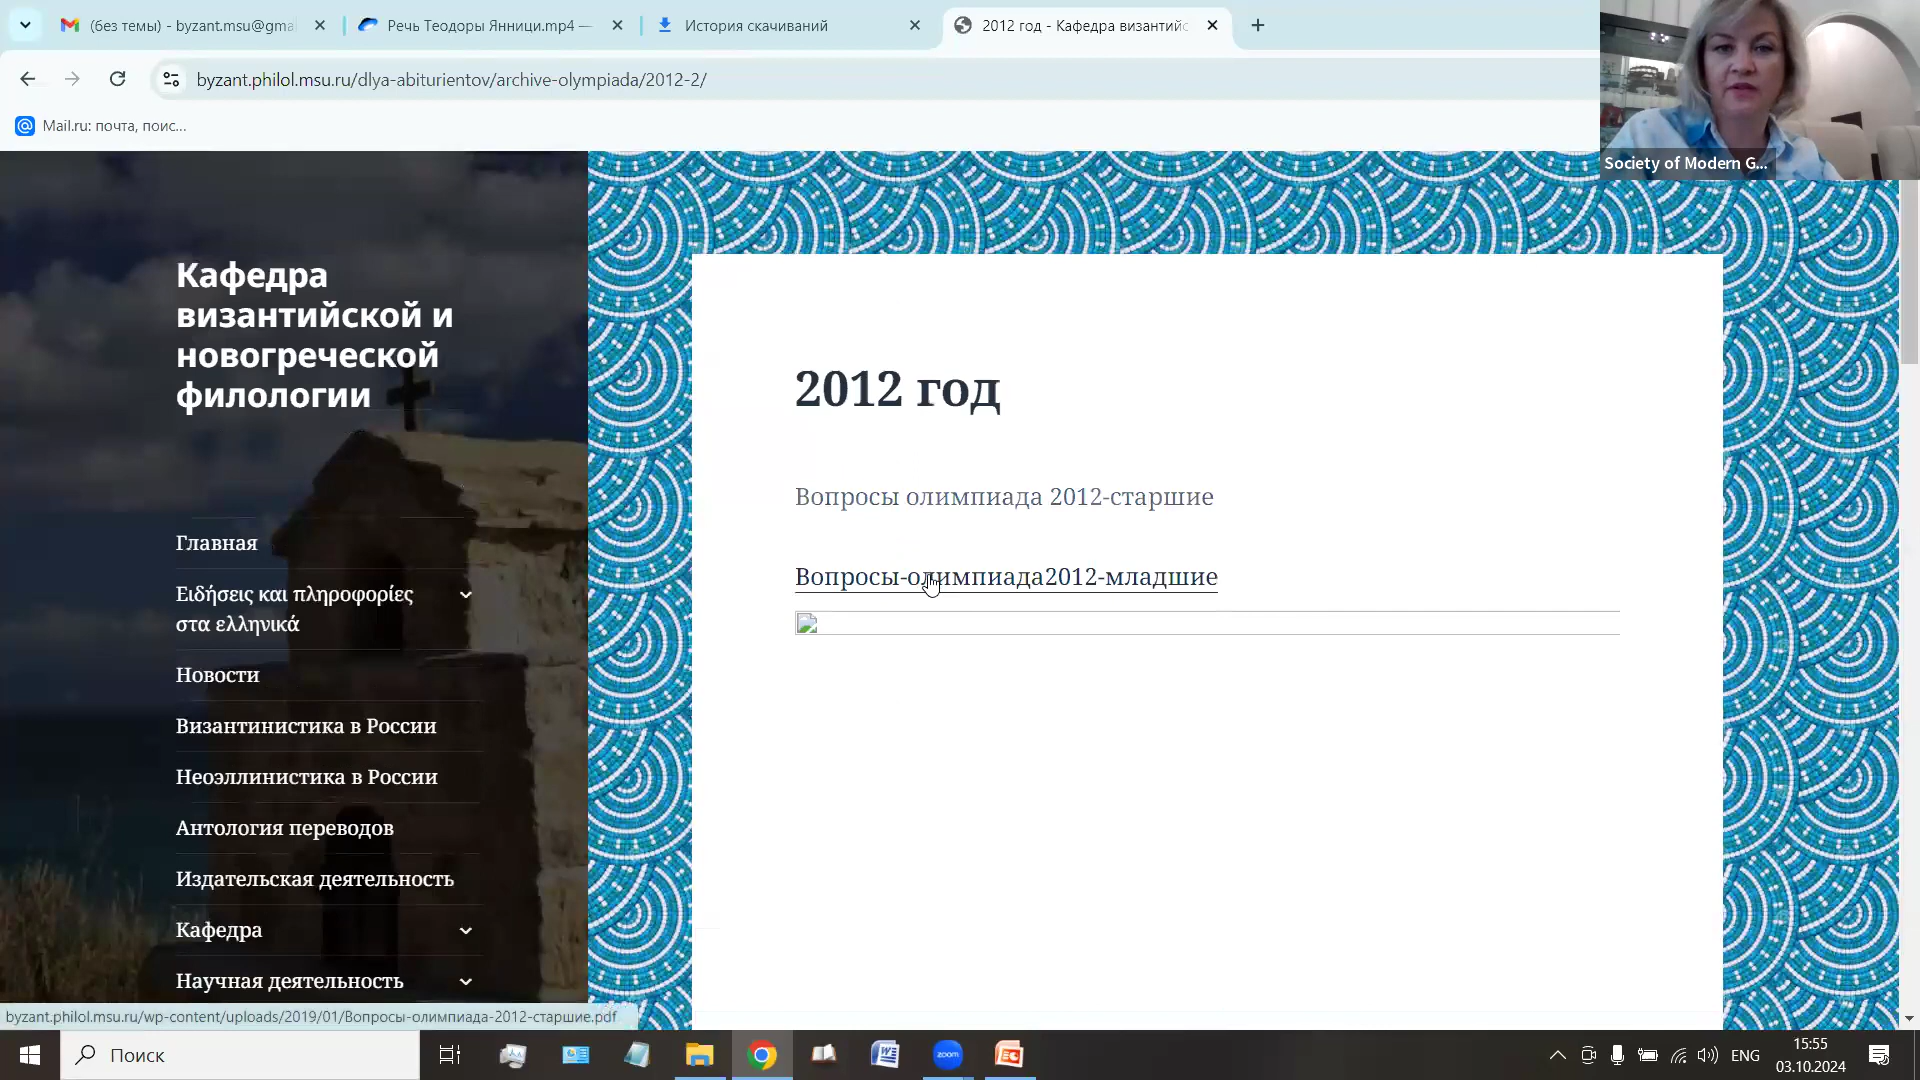 (без темы) - byzant.msu@gma
Речь Теодоры Янници.mp4 —
История скачиваний
2012 год - Кафедра византийс
byzant.philol.msu.ru/dlya-abiturientov/archive-olympiada/2012-2/
Mail.ru: почта, поис...
Society of Modern G...
Кафедра
византийской и
новогреческой
филологии
Главная
Ειδήσεις και πληροφορίες
στα ελληνικά
Новости
Византинистика в России
Неоэллинистика в России
Антология переводов
Издательская деятельность
Кафедра
Научная деятельность
2012 год
Вопросы олимпиада 2012-старшие
Вопросы-олимпиада2012-младшие
byzant.philol.msu.ru/wp-content/uploads/2019/01/Вопросы-олимпиада-2012-старшие.pdf
Поиск
zoom
ENG
15:55
03.10.2024